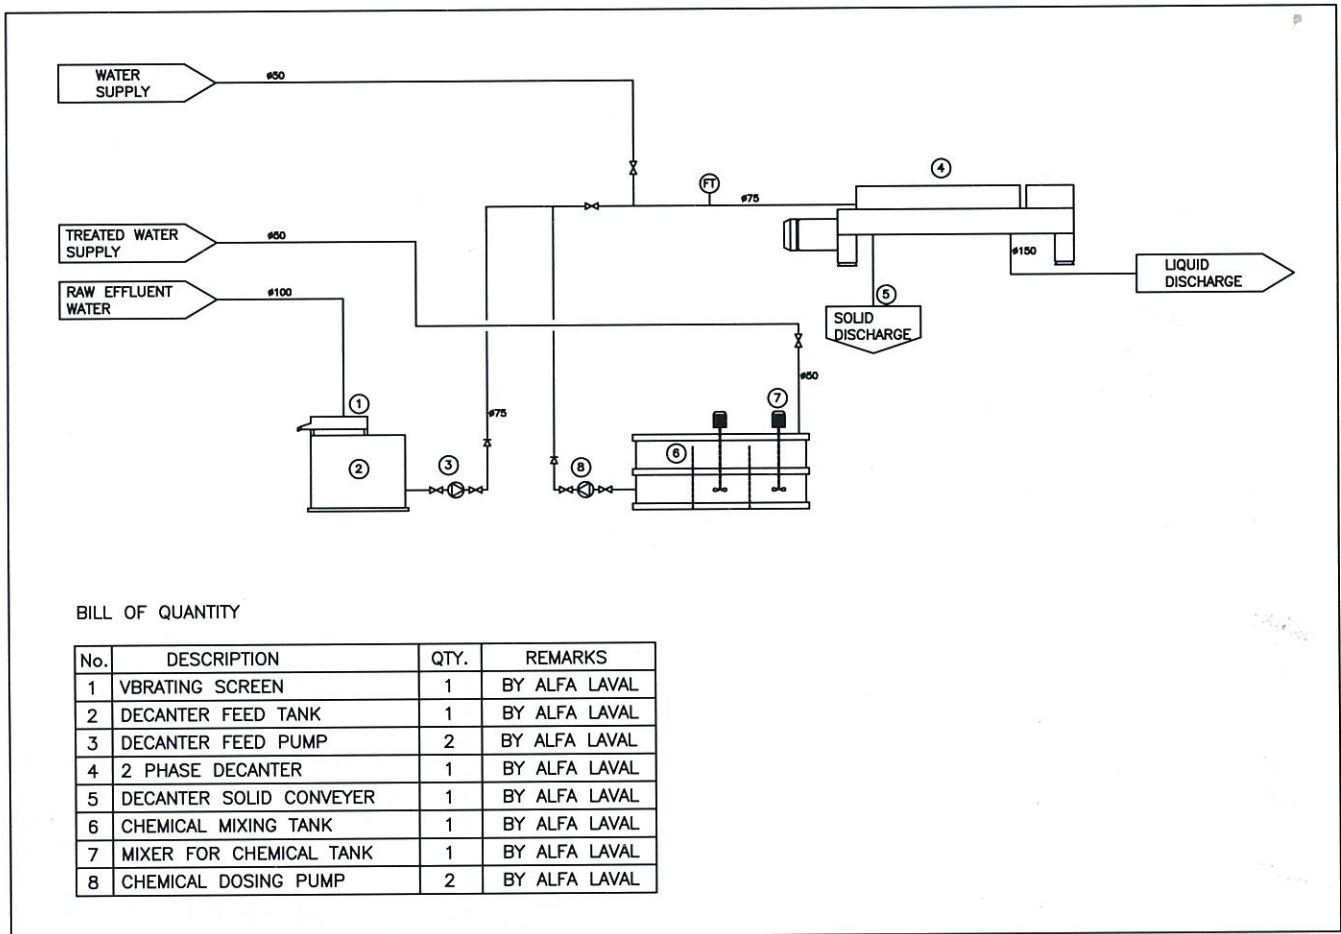 WATER
SUPPLY
ø50
TREATED WATER
SUPPLY
ø50
RAW EFFLUENT
WATER
ø100
FT
ø75
4
ø150
LIQUID
DISCHARGE
5
SOLID
DISCHARGE
ø50
1
2
3
ø75
8
6
7
BILL OF QUANTITY
No. DESCRIPTION QTY. REMARKS
1 VBRATING SCREEN 1 BY ALFA LAVAL
2 DECANTER FEED TANK 1 BY ALFA LAVAL
3 DECANTER FEED PUMP 2 BY ALFA LAVAL
4 2 PHASE DECANTER 1 BY ALFA LAVAL
5 DECANTER SOLID CONVEYER 1 BY ALFA LAVAL
6 CHEMICAL MIXING TANK 1 BY ALFA LAVAL
7 MIXER FOR CHEMICAL TANK 1 BY ALFA LAVAL
8 CHEMICAL DOSING PUMP 2 BY ALFA LAVAL